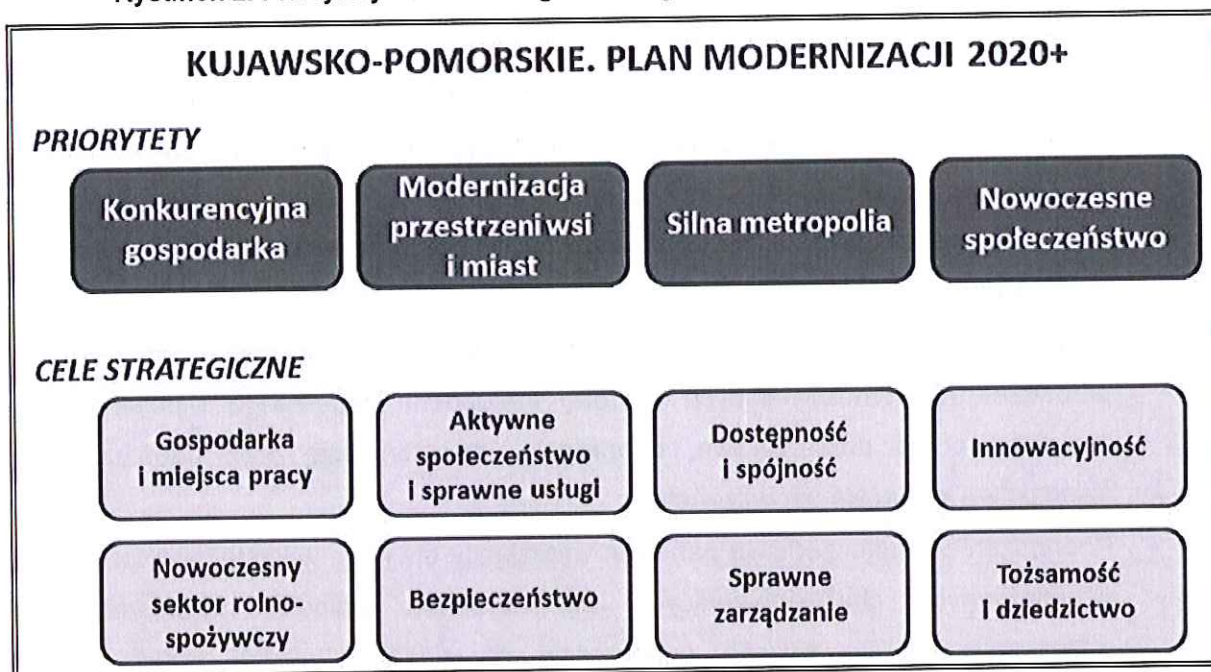 KUJAWSKO-POMORSKIE. PLAN MODERNIZACJI 2020+
PRIORYTETY
Konkurencyjna
gospodarka
Modernizacja
przestrzeni wsi
i miast
Silna metropolia
Nowoczesne
społeczeństwo
CELE STRATEGICZNE
Gospodarka
i miejsca pracy
Aktywne
społeczeństwo
i sprawne usługi
Dostępność
i spójność
Innowacyjność
Nowoczesny
sektor rolno-
spożywczy
Bezpieczeństwo
Sprawne
zarządzanie
Tożsamość
i dziedzictwo